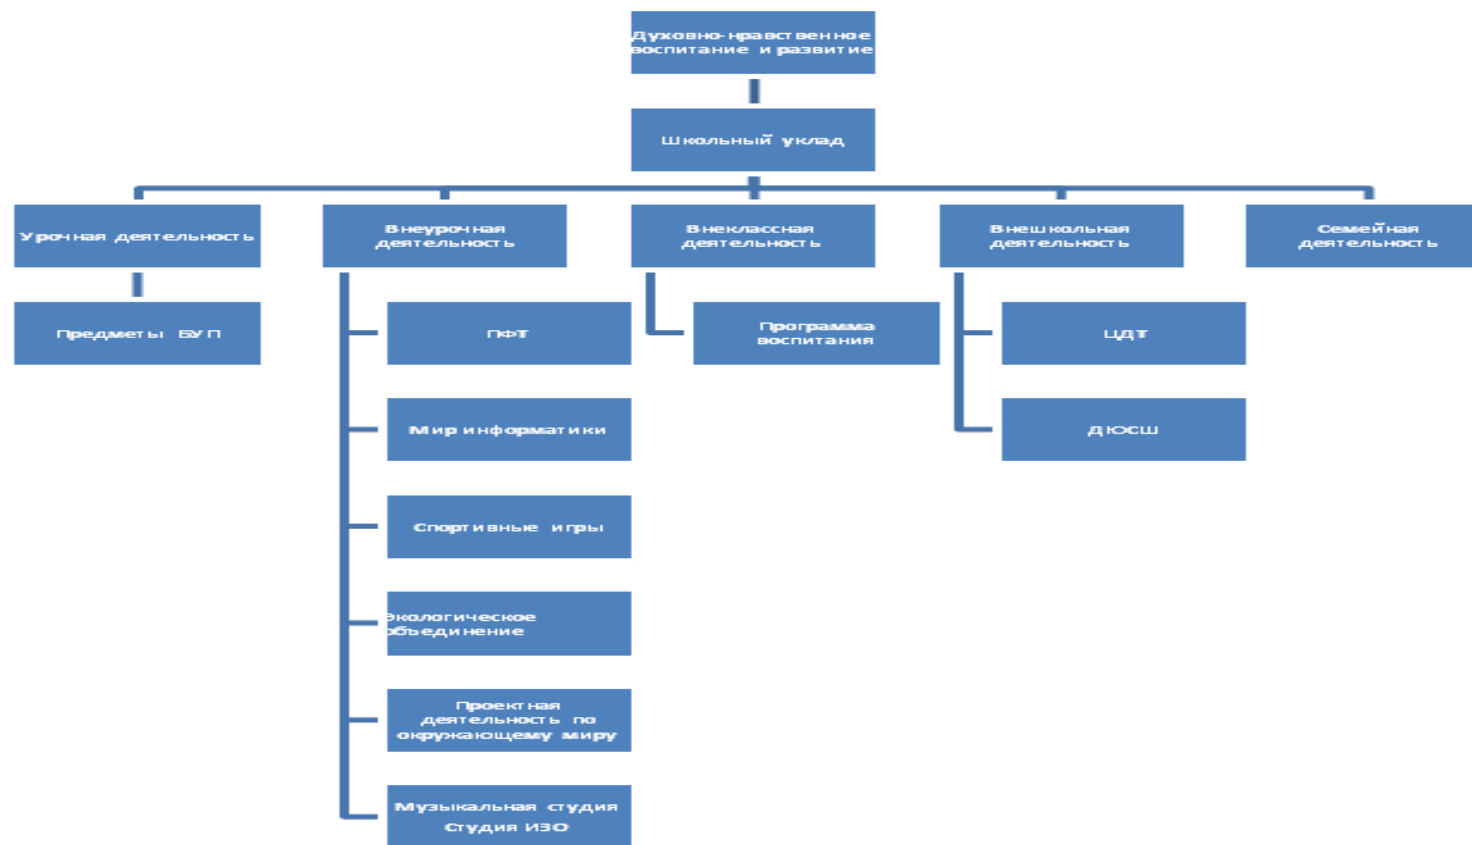 Духовно-нравственное
воспитание и развитие
Школьный уклад
Урочная деятельность
Внеурочная
деятельность
Внеклассная
деятельность
Внешкольная
деятельность
Семейная
деятельность
Предметы БУП
ПФТ
Программа
воспитания
ЦДТ
Мир информатики
ДЮСШ
Спортивные игры
Экологическое
объединение
Проектная
деятельность по
окружающему миру
Музыкальная студия
Студия ИЗО